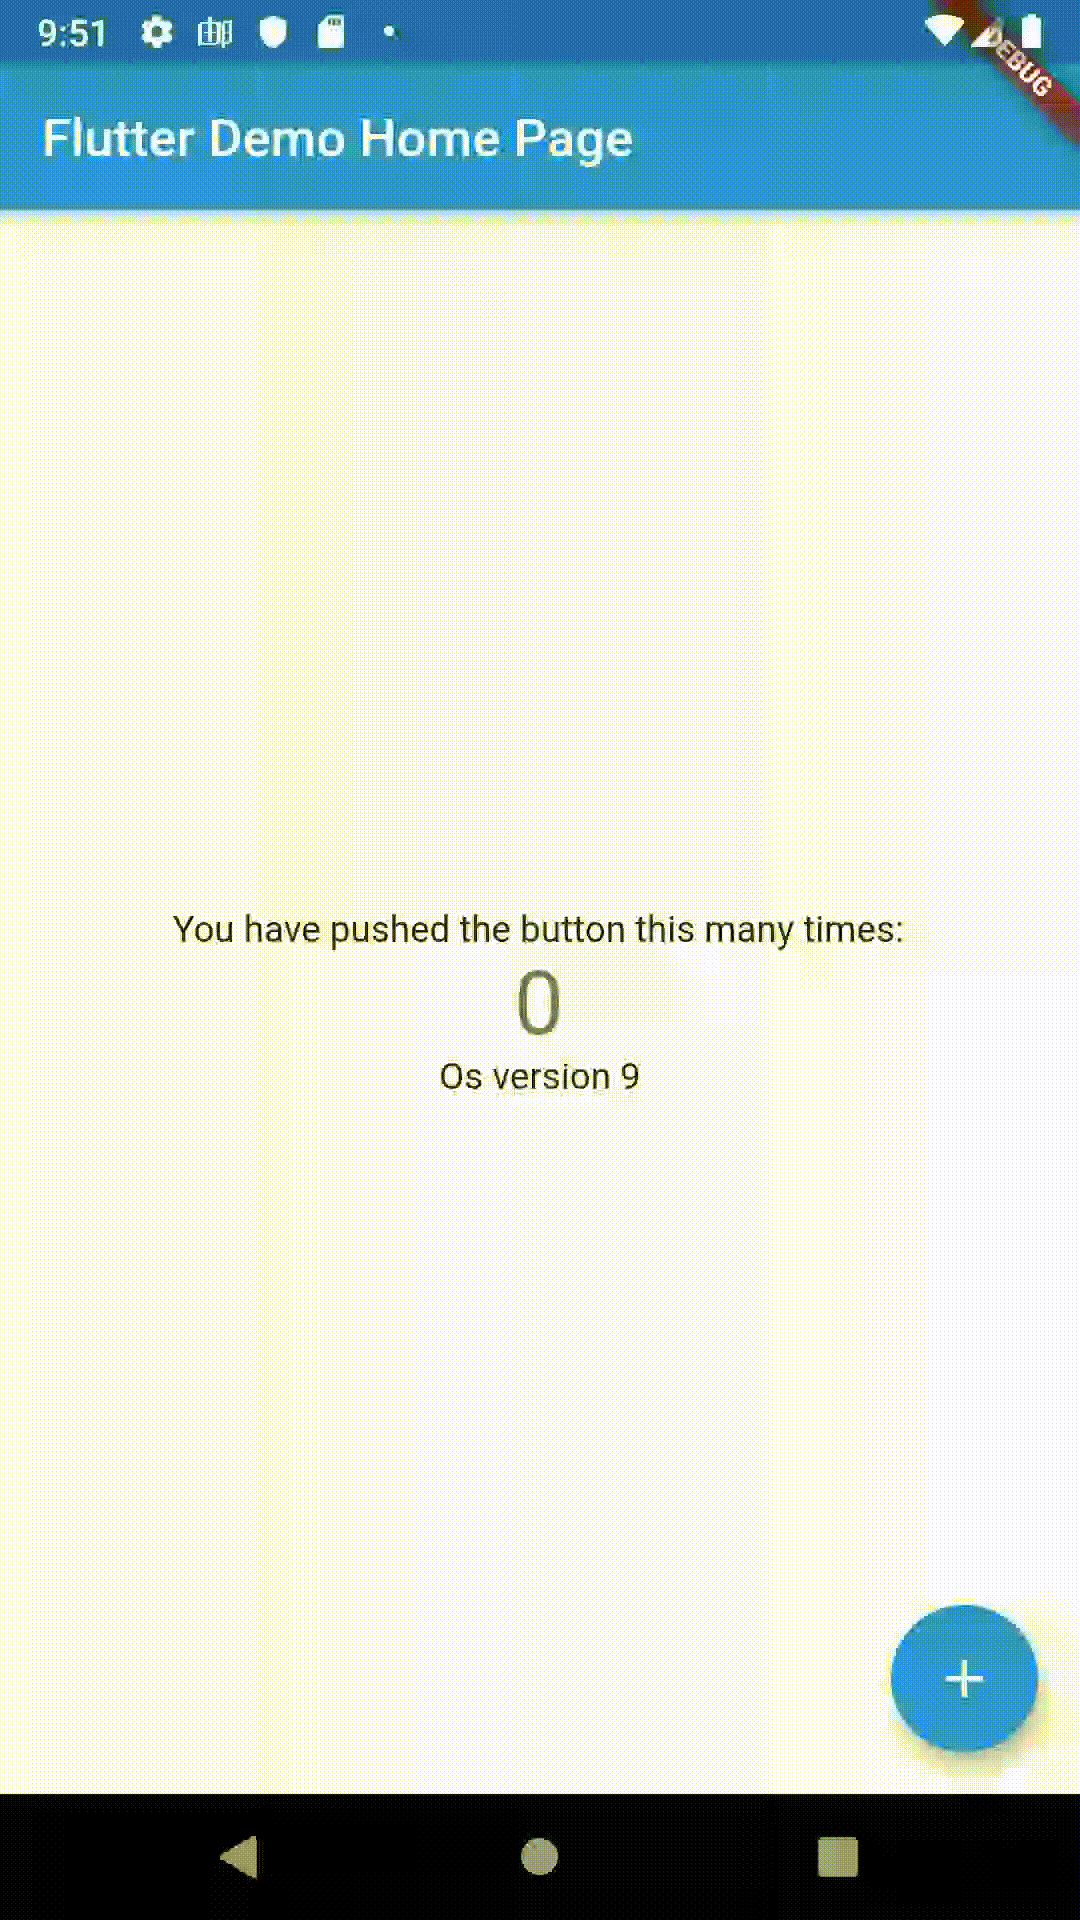 9:51
DEBUG
Flutter Demo Home Page
You have pushed the button this many times:
0
Os version 9